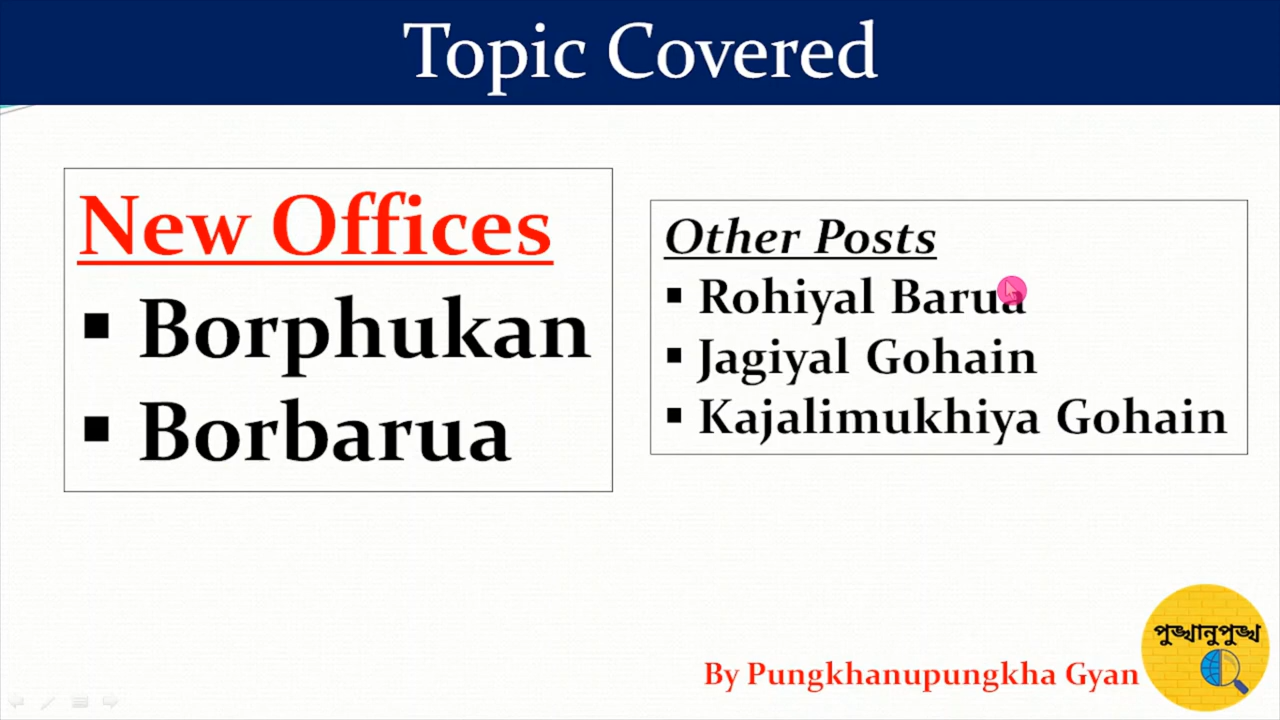 Topic Covered
New Offices
▪ Borphukan
▪ Borbarua
Other Posts
▪ Rohiyal Barua
▪ Jagiyal Gohain
▪ Kajalimukhiya Gohain
By Pungkhanupungkha Gyan
পুঙ্খানুপুঙ্খ